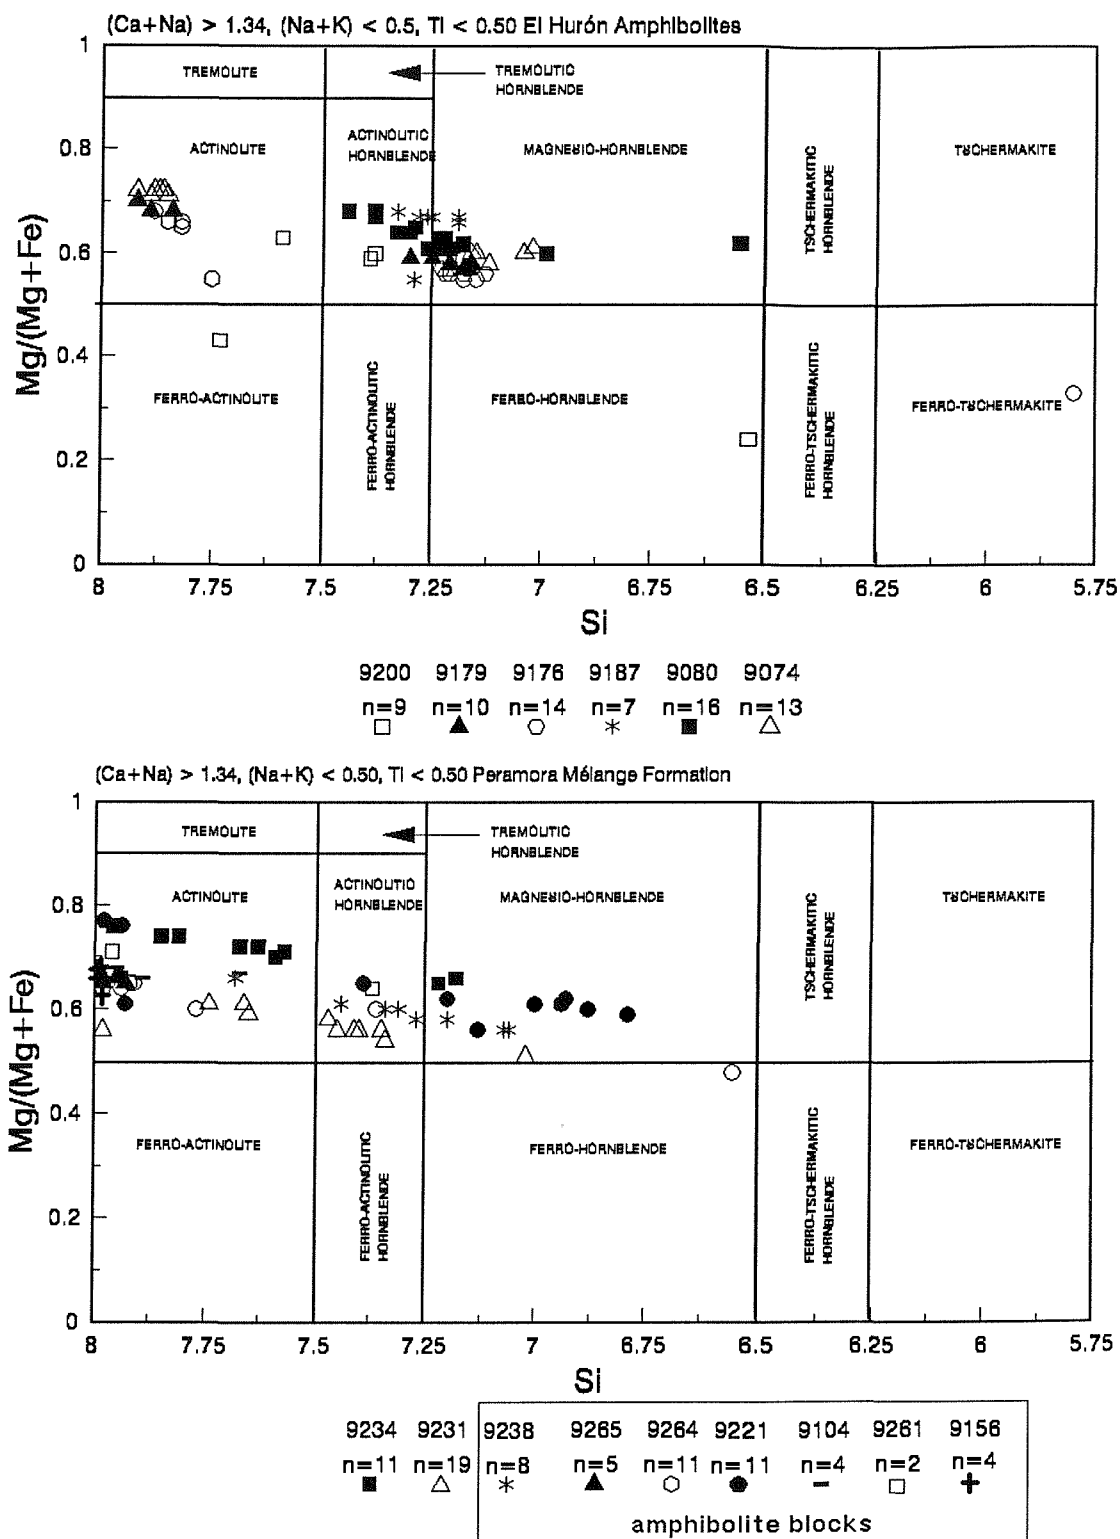 (Ca+Na) > 1.34, (Na+K) < 0.5, Ti < 0.50 El Hurón Amphibolites
1
TREMOLITE
TREMOLITIC
HORNBLENDE
0.8
ACTINOLITE
ACTINOLITIC
HORNBLENDE
MAGNESIO-HORNBLENDE
TSCHERMAKITIC
HORNBLENDE
TSCHERMAKITE
0.6
Mg/(Mg+Fe)
0.4
FERRO-ACTINOLITE
FERRO-ACTINOLITIC
HORNBLENDE
FERRO-HORNBLENDE
FERRO-TSCHERMAKITIC
HORNBLENDE
FERRO-TSCHERMAKITE
0.2
0
8 7.75 7.5 7.25 7 6.75 6.5 6.25 6 5.75
Si
9200 9179 9176 9187 9080 9074
n=9 n=10 n=14 n=7 n=16 n=13
(Ca+Na) > 1.34, (Na+K) < 0.50, Ti < 0.50 Peramora Mélange Formation
1
TREMOLITE
TREMOLITIC
HORNBLENDE
0.8
ACTINOLITE
ACTINOLITIC
HORNBLENDE
MAGNESIO-HORNBLENDE
TSCHERMAKITIC
HORNBLENDE
TSCHERMAKITE
0.6
Mg/(Mg+Fe)
0.4
FERRO-ACTINOLITE
FERRO-ACTINOLITIC
HORNBLENDE
FERRO-HORNBLENDE
FERRO-TSCHERMAKITIC
HORNBLENDE
FERRO-TSCHERMAKITE
0.2
0
8 7.75 7.5 7.25 7 6.75 6.5 6.25 6 5.75
Si
9234 9231 9238 9265 9264 9221 9104 9261 9156
n=11 n=19 n=8 n=5 n=11 n=11 n=4 n=2 n=4
amphibolite blocks